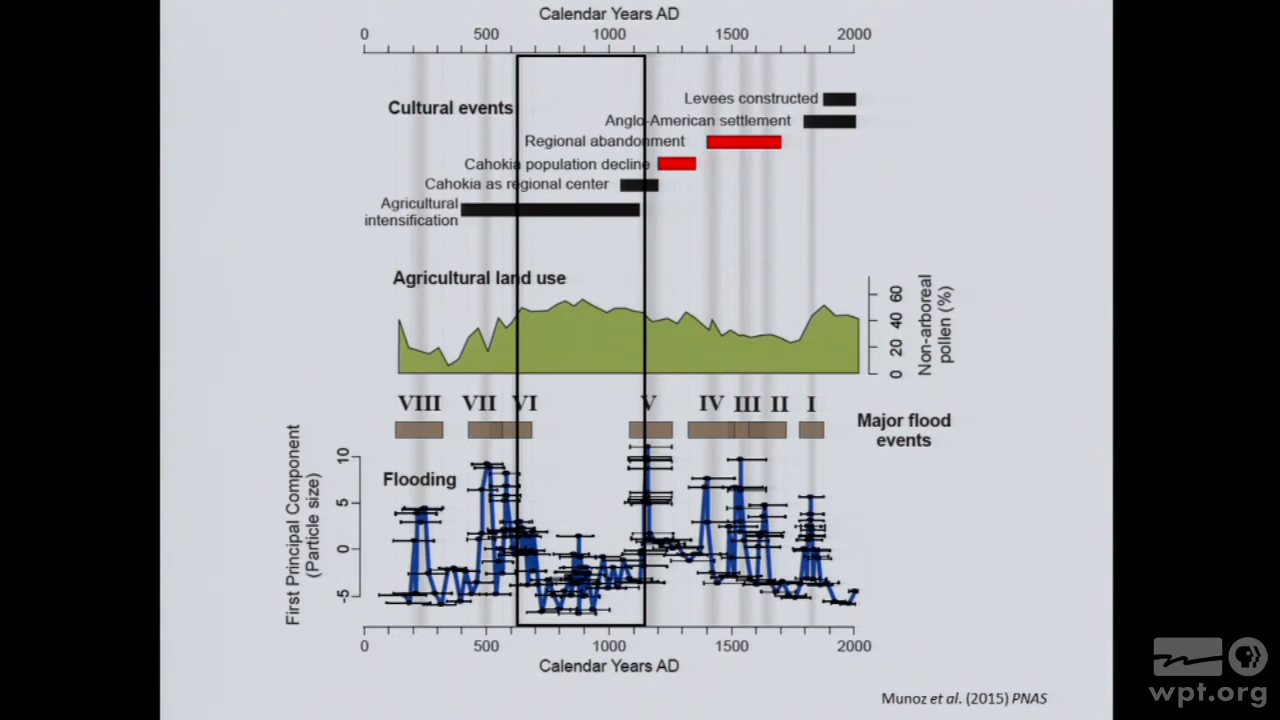 Calendar Years AD
0 500 1000 1500 2000
Levees constructed
Cultural events
Anglo-American settlement
Regional abandonment
Cahokia population decline
Cahokia as regional center
Agricultural
intensification
Agricultural land use
0 20 40 60
Non-arboreal
pollen (%)
VIII VII VI V IV III II I
Major flood
events
Flooding
10
5
0
-5
First Principal Component
(Particle size)
0 500 1000 1500 2000
Calendar Years AD
Munoz et al. (2015) PNAS
PBS
wpt.org